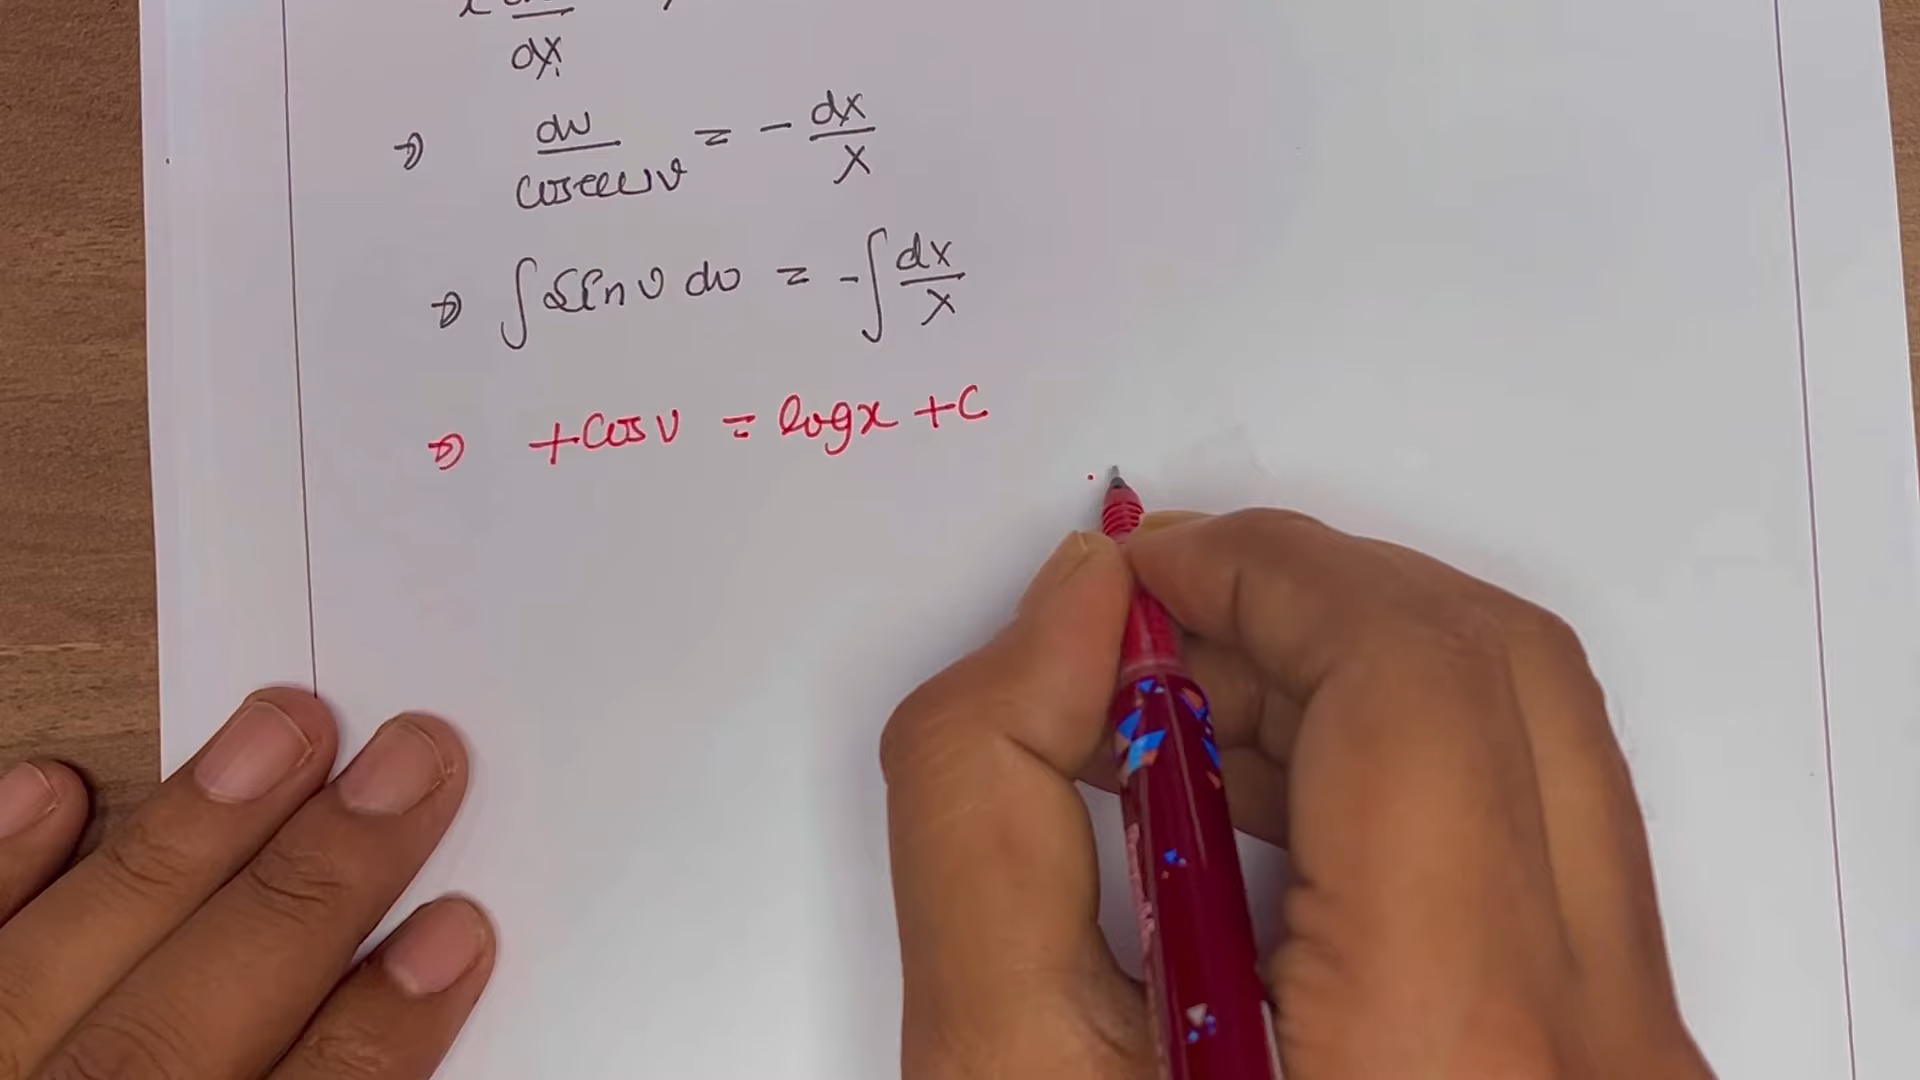 dx
⇒ dv/cosec v = - dx/x
⇒ ∫ sin v dv = -∫ dx/x
⇒ +cos v = log x + c